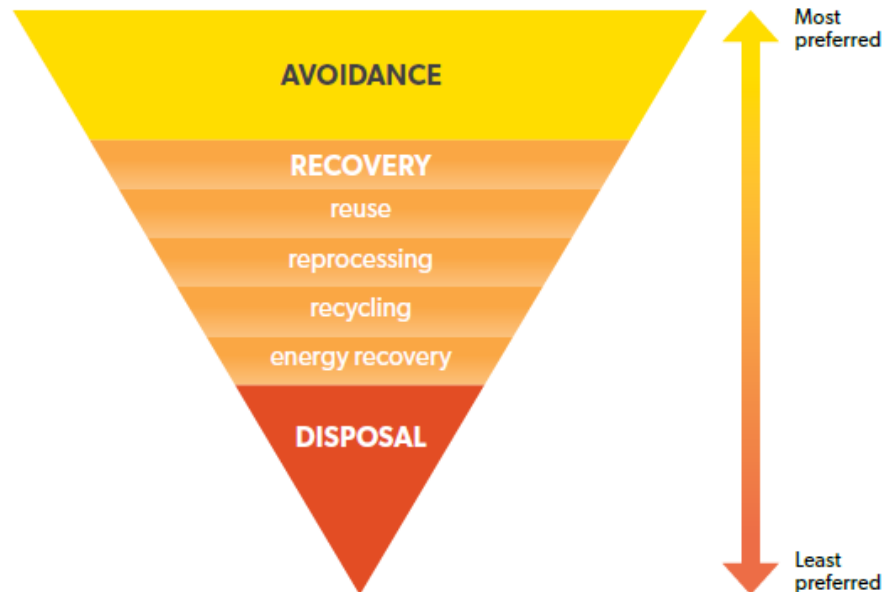 Most
preferred
AVOIDANCE
RECOVERY
reuse
reprocessing
recycling
energy recovery
DISPOSAL
Least
preferred